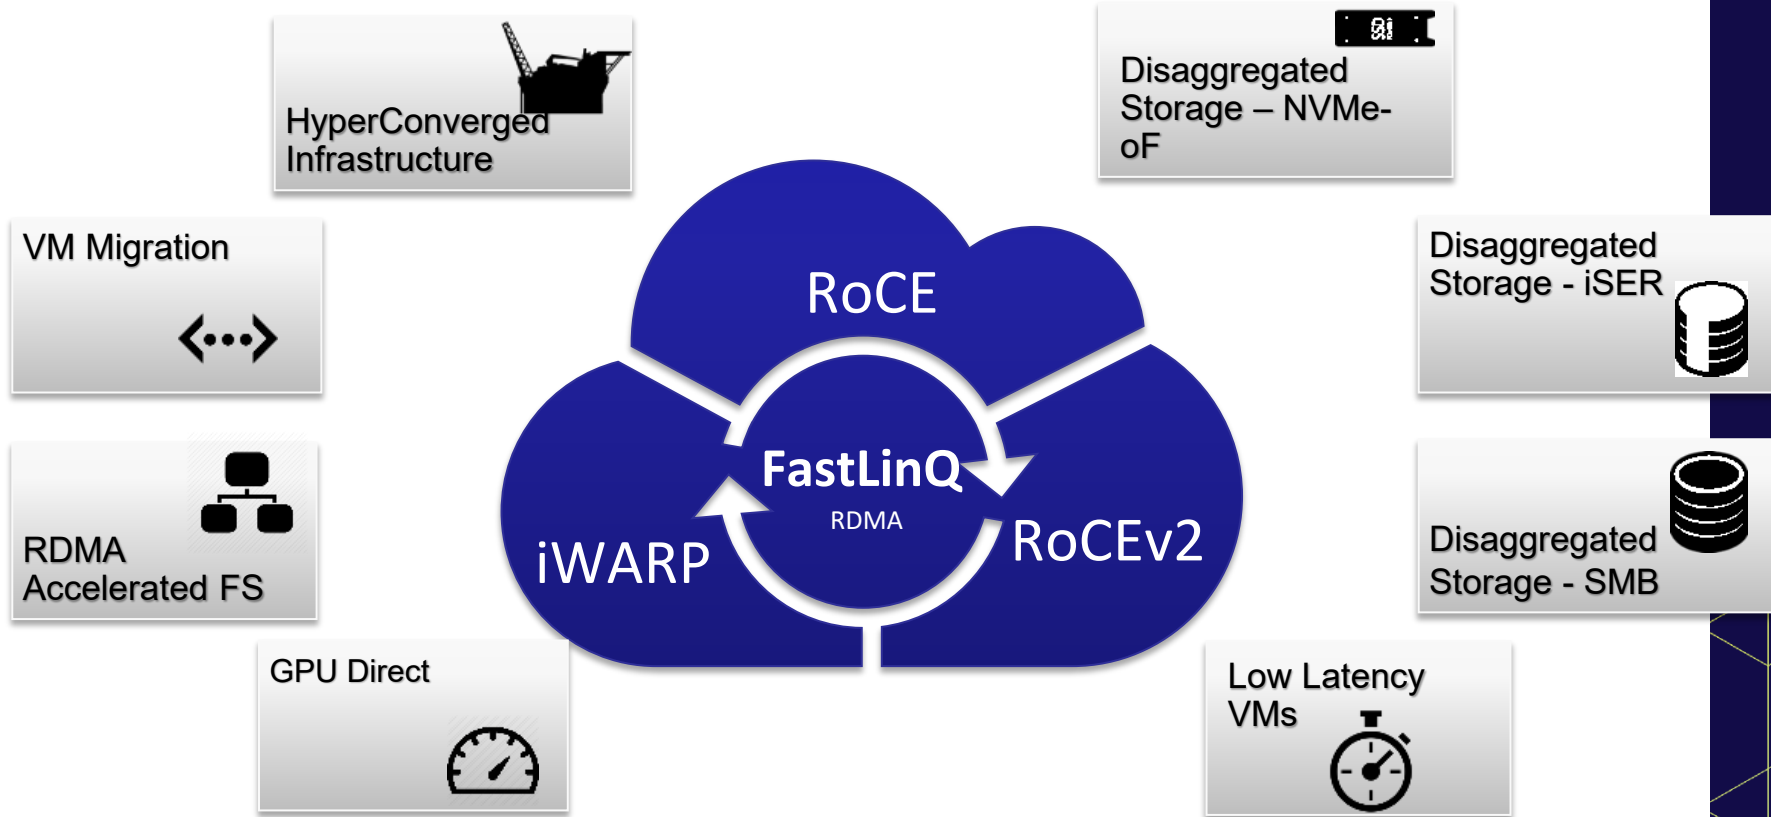 HyperConverged
Infrastructure
Disaggregated
Storage – NVMe-
oF
VM Migration
Disaggregated
Storage - iSER
RoCE
FastLinQ
RDMA
iWARP
RoCEv2
RDMA
Accelerated FS
Disaggregated
Storage - SMB
GPU Direct
Low Latency
VMs